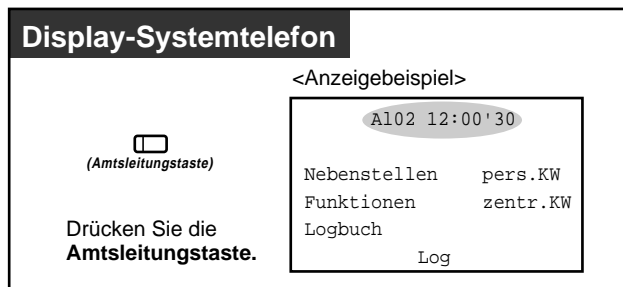 Display-Systemtelefon
<Anzeigebeispiel>
(Amtsleitungstaste)
Drücken Sie die
Amtsleitungstaste.
Al02 12:00'30
Nebenstellen pers.KW
Funktionen zentr.KW
Logbuch
Log